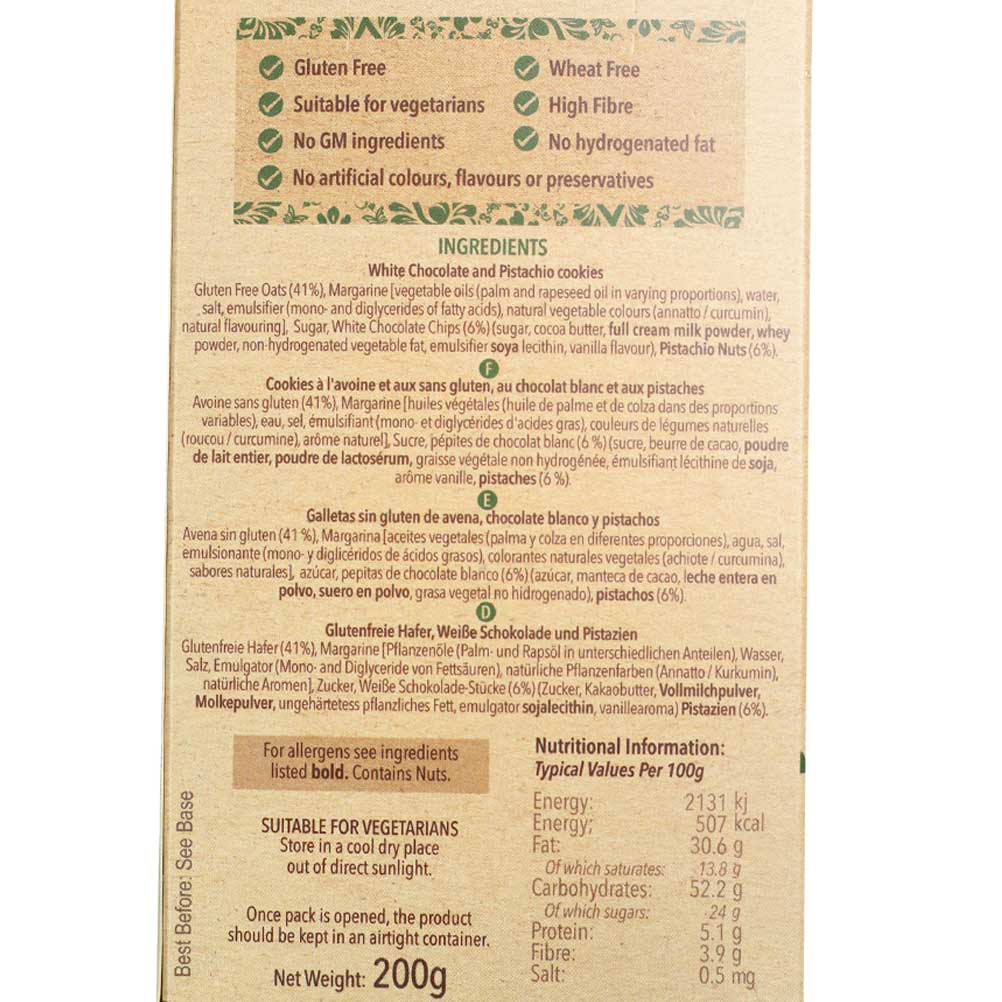 Gluten Free
Wheat Free
Suitable for vegetarians
High Fibre
No GM ingredients
No hydrogenated fat
No artificial colours, flavours or preservatives
INGREDIENTS
White Chocolate and Pistachio cookies
Gluten Free Oats (41%), Margarine [vegetable oils (palm and rapeseed oil in varying proportions), water,
salt, emulsifier (mono- and diglycerides of fatty acids), natural vegetable colours (annatto / curcumin),
natural flavouring], Sugar, White Chocolate Chips (6%) (sugar, cocoa butter, full cream milk powder, whey
powder, non-hydrogenated vegetable fat, emulsifier soya lecithin, vanilla flavour), Pistachio Nuts (6%).
F
Cookies à l'avoine et aux sans gluten, au chocolat blanc et aux pistaches
Avoine sans gluten (41%), Margarine [huiles végétales (huile de palme et de colza dans des proportions
variables), eau, sel, émulsifiant (mono- et diglycérides d'acides gras), couleurs de légumes naturelles
(roucou / curcumine), arôme naturel], Sucre, pépites de chocolat blanc (6 %) (sucre, beurre de cacao, poudre
de lait entier, poudre de lactosérum, graisse végétale non hydrogénée, émulsifiant lécithine de soja,
arôme vanille, pistaches (6 %).
E
Galletas sin gluten de avena, chocolate blanco y pistachos
Avena sin gluten (41 %), Margarina [aceites vegetales (palma y colza en diferentes proporciones), agua, sal,
emulsionante (mono- y diglicéridos de ácidos grasos), colorantes naturales vegetales (achiote / curcumina),
sabores naturales], azúcar, pepitas de chocolate blanco (6%) (azúcar, manteca de cacao, leche entera en
polvo, suero en polvo, grasa vegetal no hidrogenado), pistachos (6%).
D
Glutenfreie Hafer, Weiße Schokolade und Pistazien
Glutenfreie Hafer (41%), Margarine [Pflanzenöle (Palm- und Rapsöl in unterschiedlichen Anteilen), Wasser,
Salz, Emulgator (Mono- and Diglyceride von Fettsäuren), natürliche Pflanzenfarben (Annatto / Kurkumin),
natürliche Aromen], Zucker, Weiße Schokolade-Stücke (6%) (Zucker, Kakaobutter, Vollmilchpulver,
Molkepulver, ungehärtetess pflanzliches Fett, emulgator sojalecithin, vanillearoma) Pistazien (6%).
For allergens see ingredients
listed bold. Contains Nuts.
SUITABLE FOR VEGETARIANS
Store in a cool dry place
out of direct sunlight.
Once pack is opened, the product
should be kept in an airtight container.
Net Weight: 200g
Best Before: See Base
Nutritional Information:
Typical Values Per 100g
Energy: 2131 kj
Energy; 507 kcal
Fat: 30.6 g
Of which saturates: 13.8 g
Carbohydrates: 52.2 g
Of which sugars: 24 g
Protein: 5.1 g
Fibre: 3.9 g
Salt: 0.5 mg